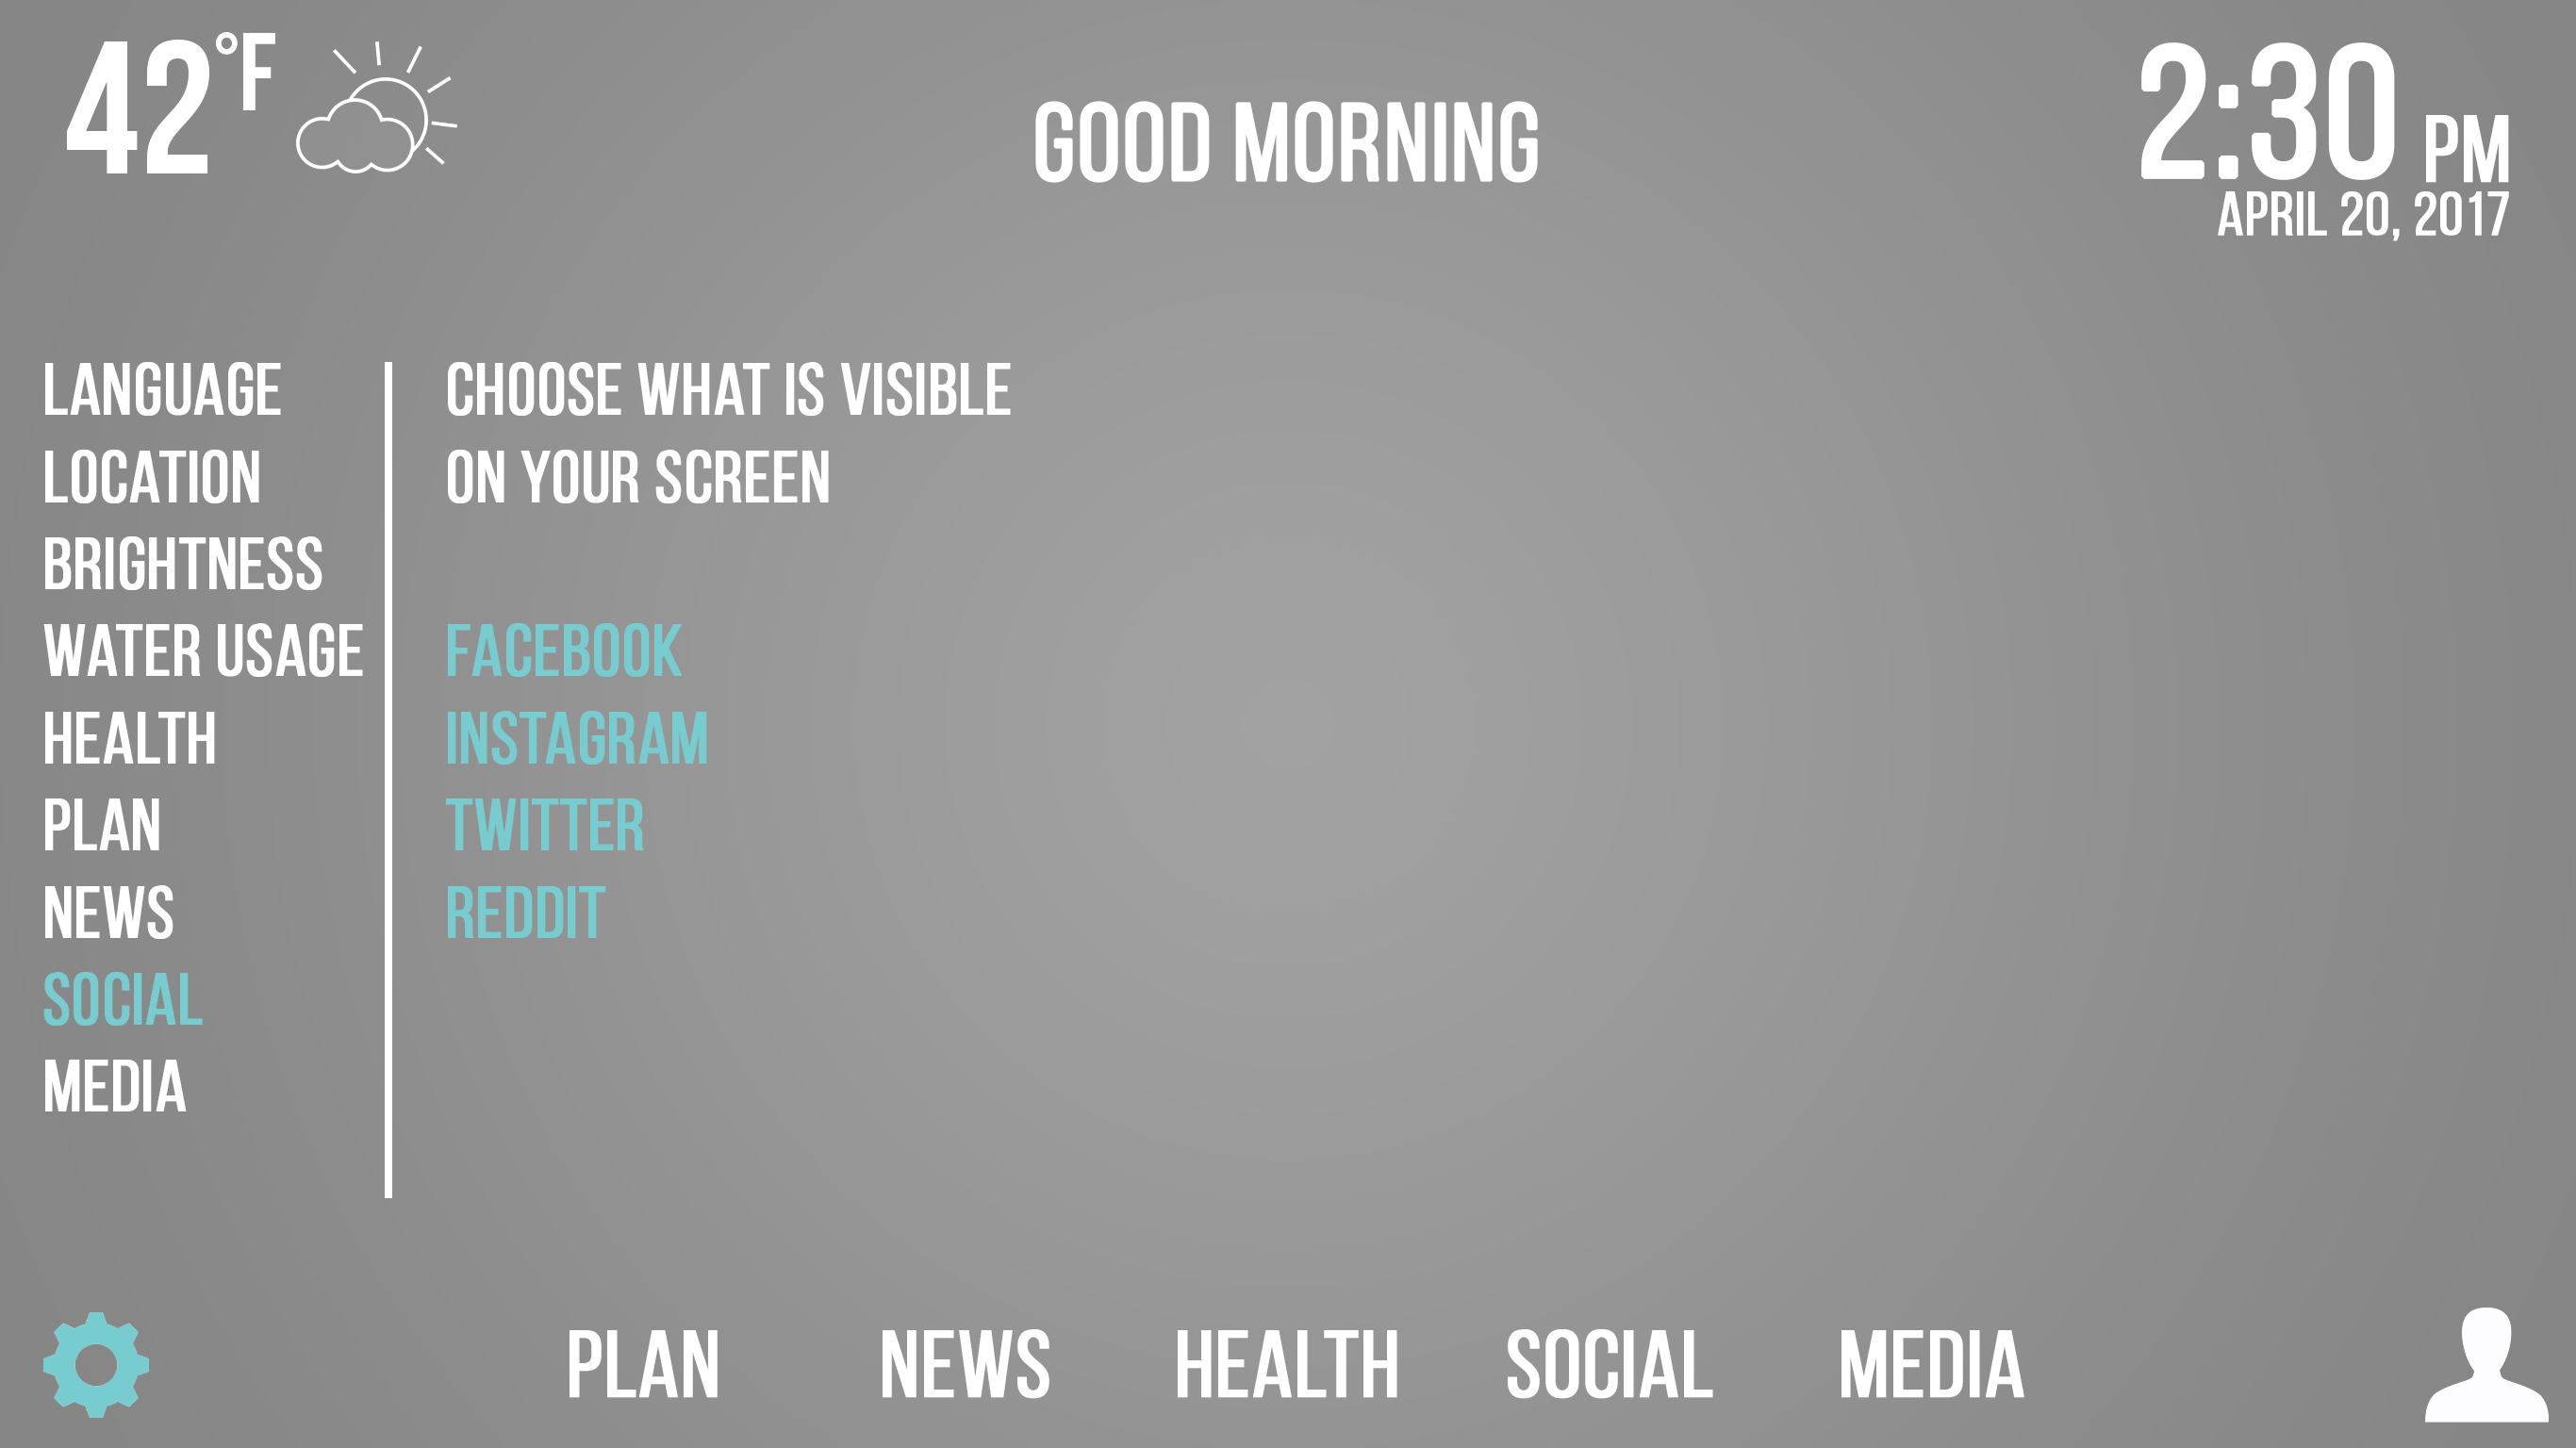 42°F
GOOD MORNING
2:30 PM
APRIL 20, 2017
LANGUAGE
LOCATION
BRIGHTNESS
WATER USAGE
HEALTH
PLAN
NEWS
SOCIAL
MEDIA
CHOOSE WHAT IS VISIBLE
ON YOUR SCREEN
FACEBOOK
INSTAGRAM
TWITTER
REDDIT
PLAN
NEWS
HEALTH
SOCIAL
MEDIA